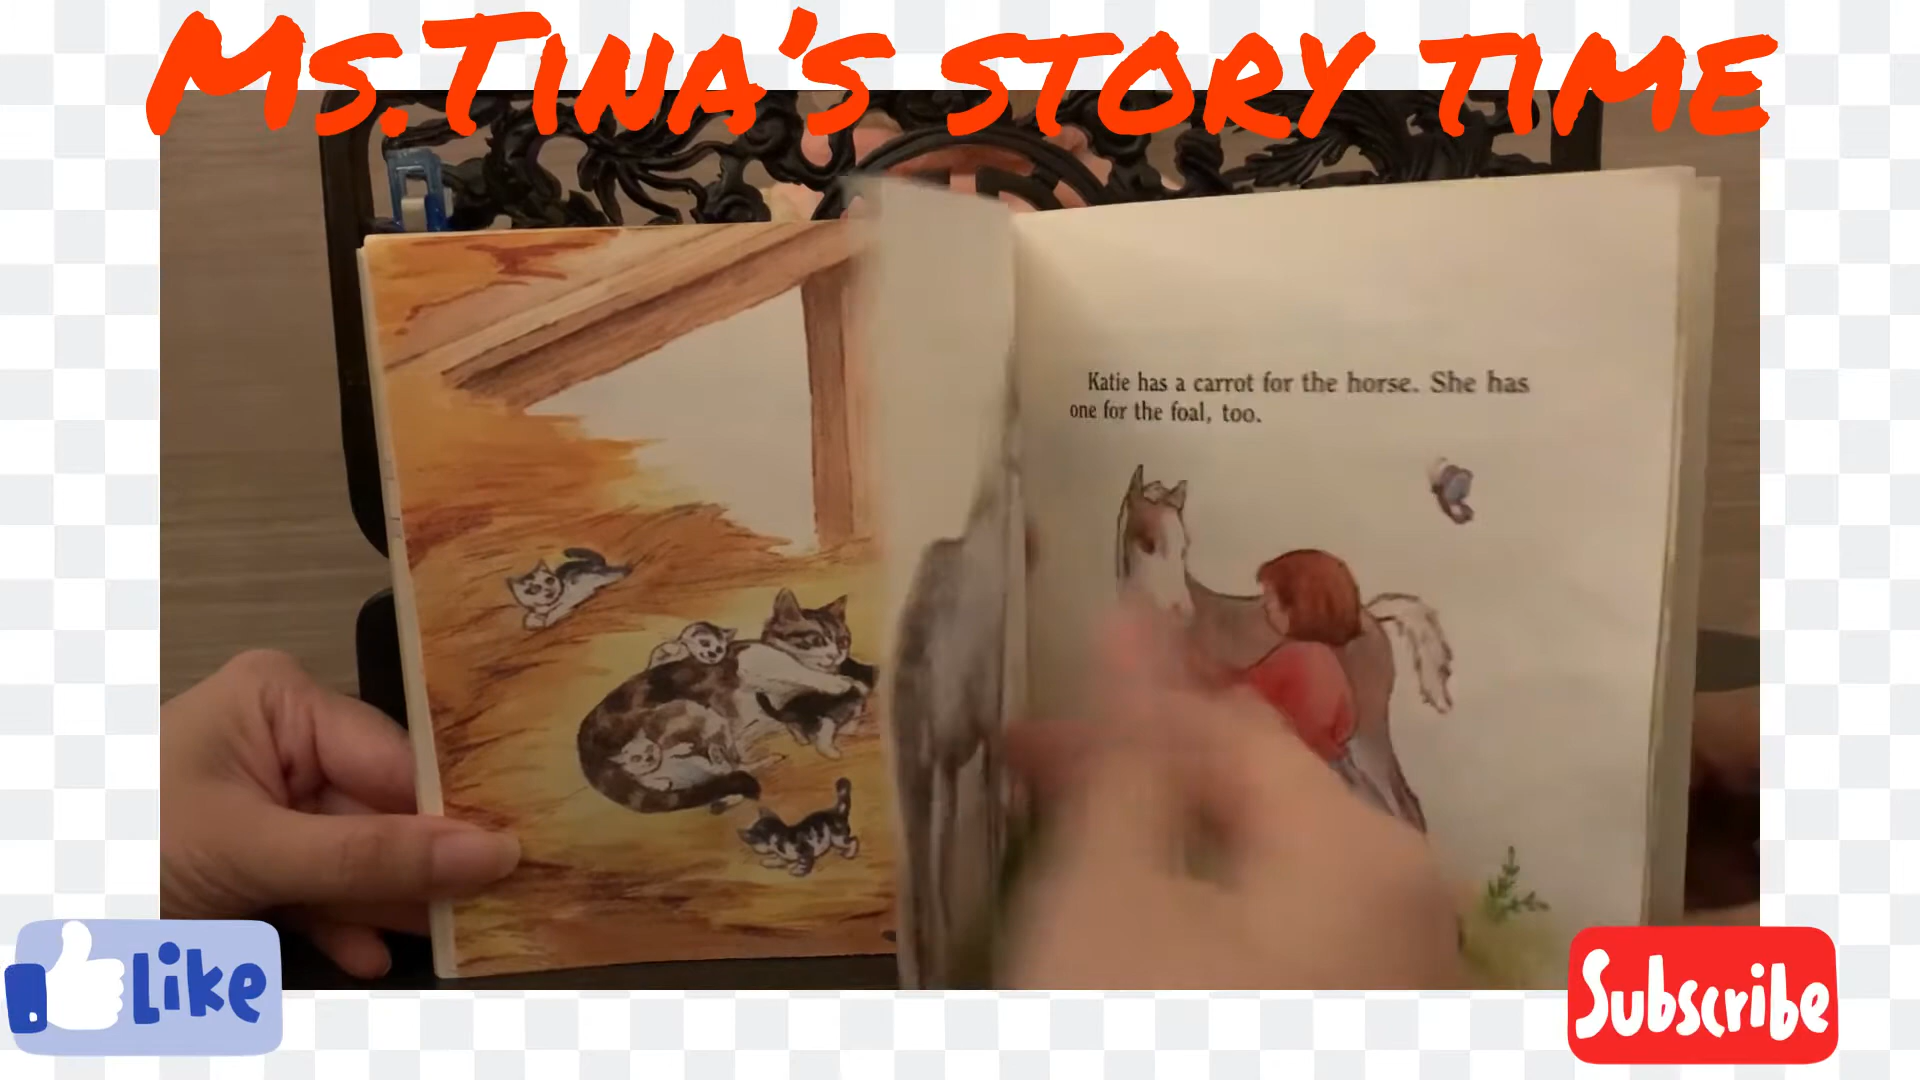 Ms.Tina's story time
Katie has a carrot for the horse. She has
one for the foal, too.
Like
Subscribe